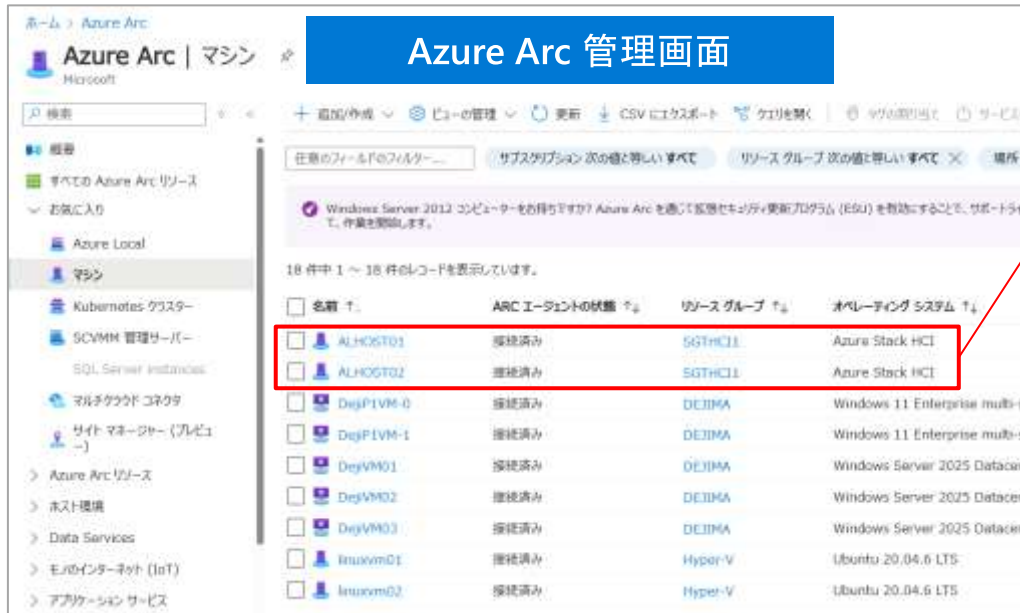 ホーム > Azure Arc
Azure Arc | マシン
Microsoft
Azure Arc 管理画面
検索
追加/作成 ビューの管理 更新 CSV にエクスポート クエリを開く タグの割り当て
任意のフィールドのフィルター... サブスクリプション 次の値と等しい すべて リソース グループ 次の値と等しい すべて × 場所
概要
すべての Azure Arc リソース
お気に入り
Azure Local
マシン
Kubernetes クラスター
SCVMM 管理サーバー
SQL Server instances
マルチクラウド コネクタ
サイト マネージャー (プレビュー)
Azure Arc リソース
ホスト環境
Data Services
モノのインターネット (IoT)
アプリケーション サービス
Windows Server 2012 コンピューターをお持ちですか? Azure Arc を通じて拡張セキュリティ更新プログラム (ESU) を有効にすることで、
て、作業を開始します。
18 件中 1 ~ 18 件のレコードを表示しています。
名前 ↑ ARC エージェントの状態 ↑↓ リソース グループ ↑↓ オペレーティング システム ↑↓
ALHOST01 接続済み SGTHCI1 Azure Stack HCI
ALHOST02 接続済み SGTHCI1 Azure Stack HCI
DejiP1VM-0 接続済み DEJIMA Windows 11 Enterprise multi-
DejiP1VM-1 接続済み DEJIMA Windows 11 Enterprise multi-
DejiVM01 接続済み DEJIMA Windows Server 2025 Datacen
DejiVM02 接続済み DEJIMA Windows Server 2025 Datacen
DejiVM03 接続済み DEJIMA Windows Server 2025 Datacen
linuxvm01 接続済み Hyper-V Ubuntu 20.04.6 LTS
linuxvm02 接続済み Hyper-V Ubuntu 20.04.6 LTS